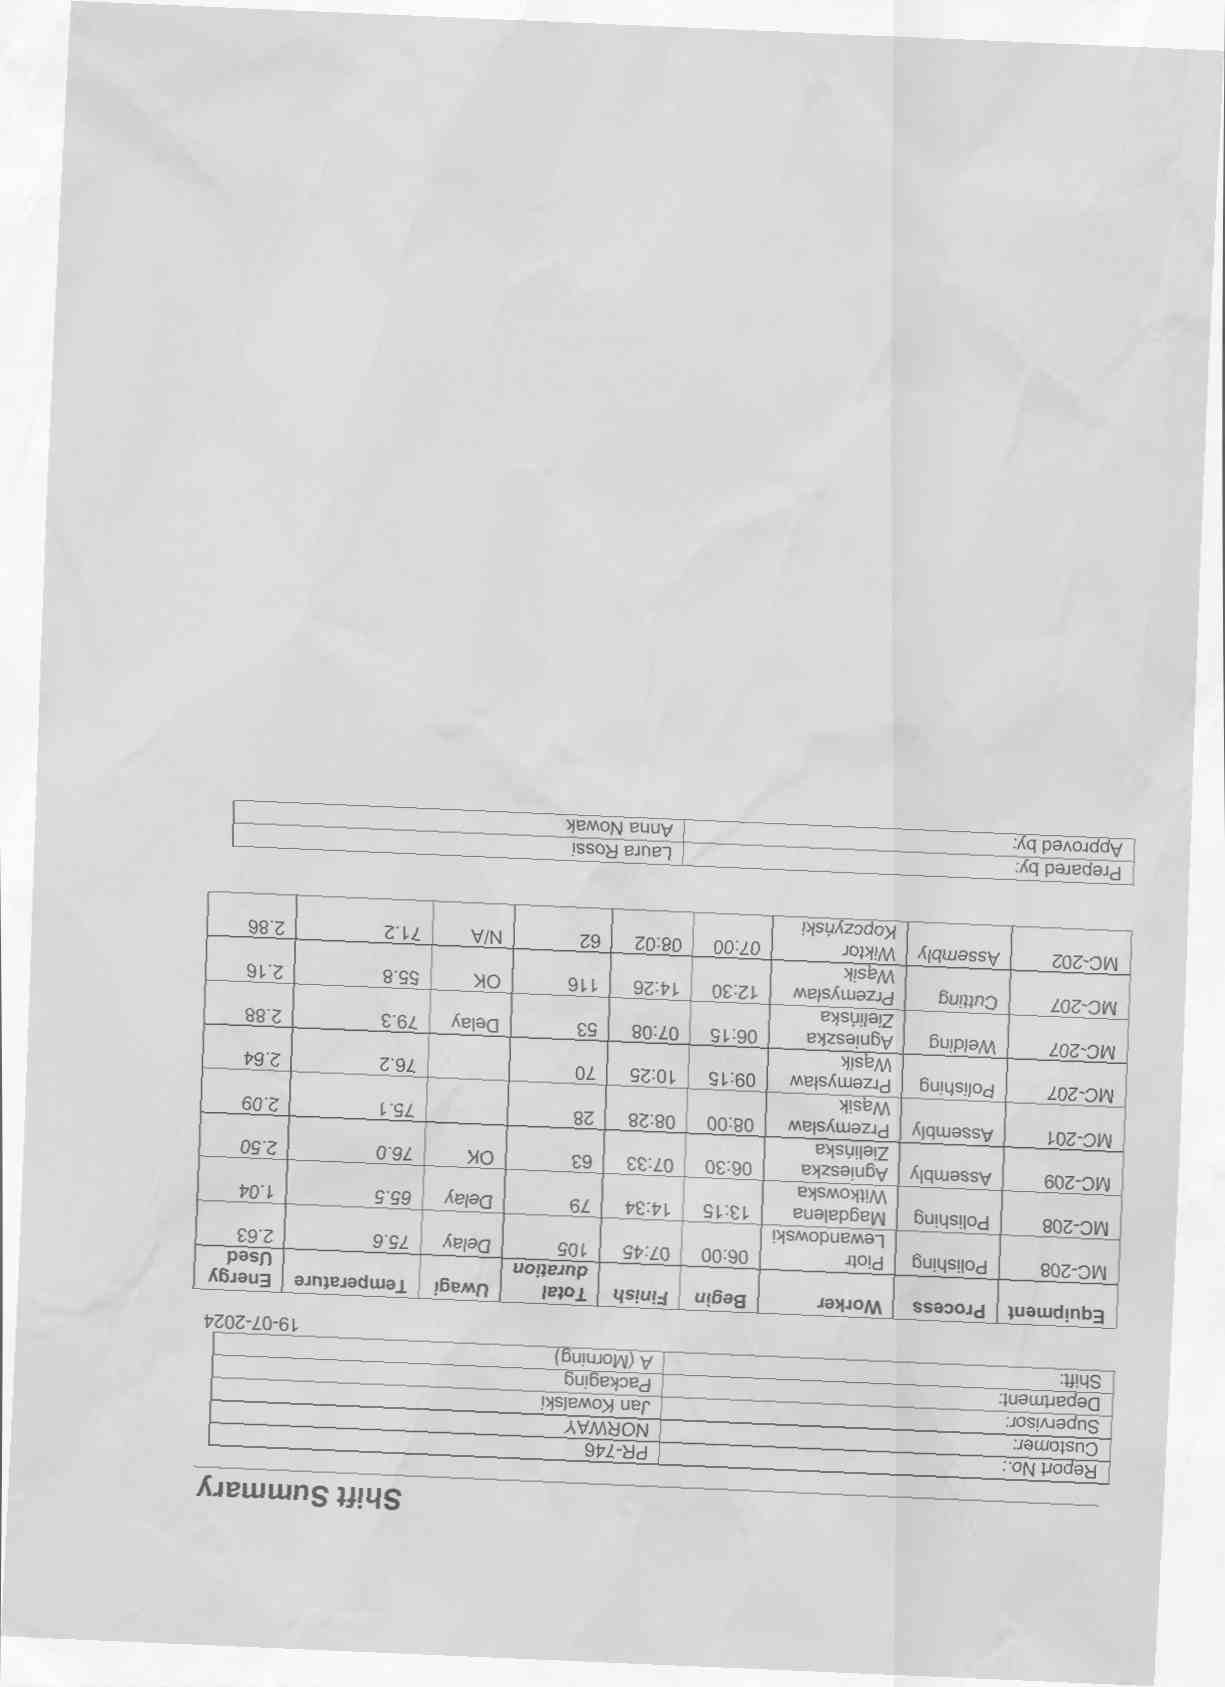 Shift Summary
Report No.: PR-746
Customer: NORWAY
Supervisor: Jan Kowalski
Department: Packaging
Shift: A (Morning)
19-07-2024
Equipment Process Worker Begin Finish Total duration Uwagi Temperature Energy Used
MC-208 Polishing Piotr Lewandowski 06:00 07:45 105 Delay 75.6 2.63
MC-208 Polishing Magdalena Witkowska 13:15 14:34 79 Delay 65.5 1.04
MC-209 Assembly Agnieszka Zielińska 06:30 07:33 63 OK 76.0 2.50
MC-201 Assembly Przemysław Wąsik 08:00 08:28 28 75.1 2.09
MC-207 Polishing Przemysław Wąsik 09:15 10:25 70 76.2 2.64
MC-207 Welding Agnieszka Zielińska 06:15 07:08 53 Delay 79.3 2.88
MC-207 Cutting Przemysław Wąsik 12:30 14:26 116 OK 55.8 2.16
MC-202 Assembly Wiktor Kopczyński 07:00 08:02 62 N/A 71.2 2.86
Prepared by: Laura Rossi
Approved by: Anna Nowak